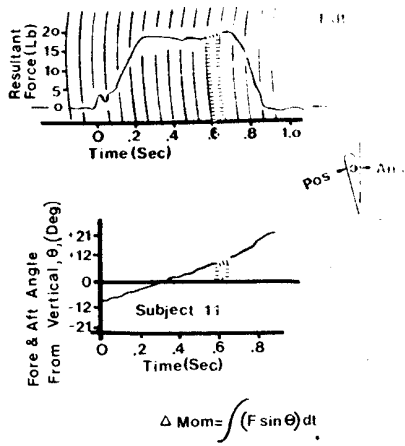 Resultant
Force(Lb)
20
15
10
5
0
0 .2 .4 .6 .8 1.0
Time(Sec)
Pos θ
Fore & Aft Angle
From Vertical, θ, (Deg)
+21
+12
0
-12
-21
Subject 11
0 .2 .4 .6 .8
Time(Sec)
Δ Mom=∫(F sin θ)dt.